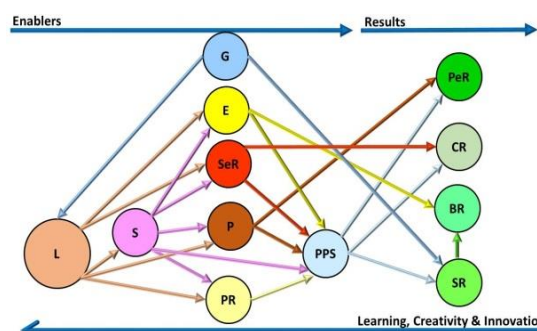 Enablers Results
G
PeR
E
CR
SeR
BR
P
S
L
PPS
SR
PR
Learning, Creativity & Innovatio